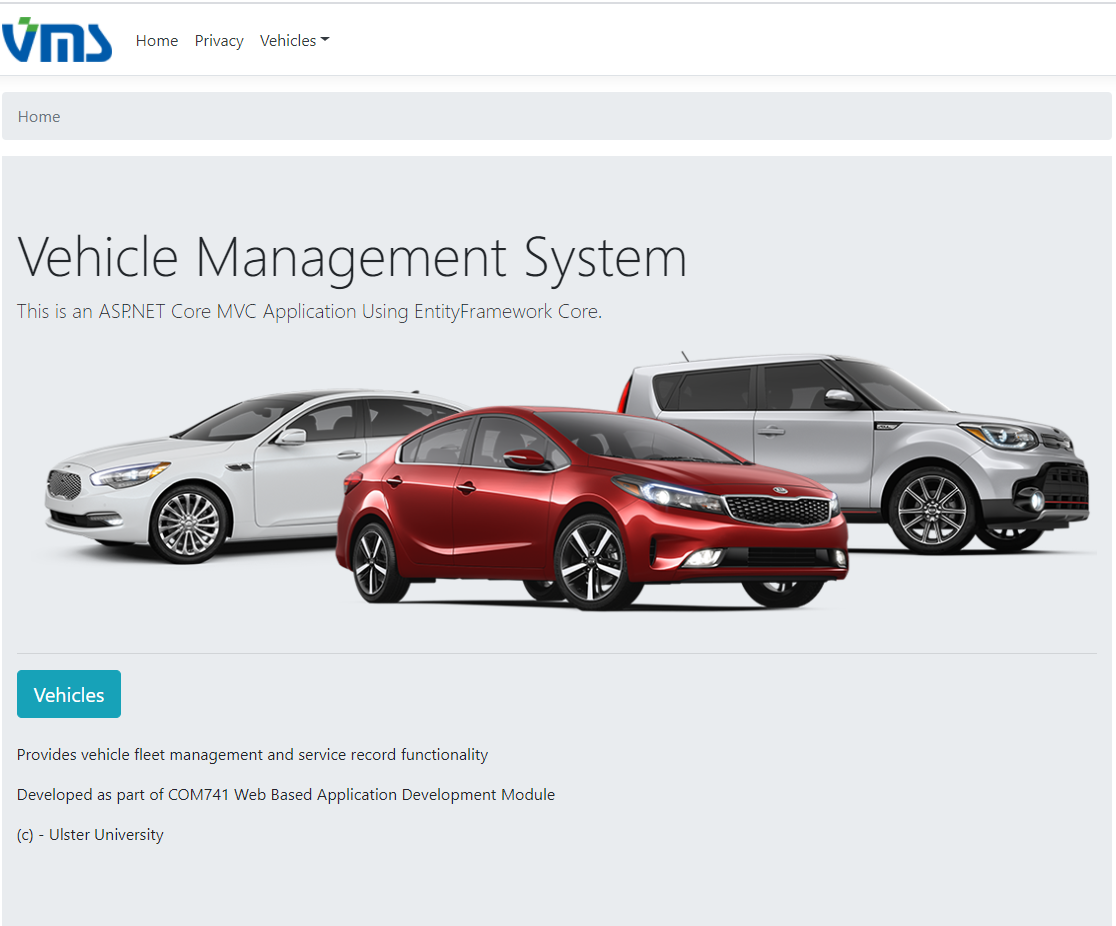 VMS
Home Privacy Vehicles
Home
Vehicle Management System
This is an ASP.NET Core MVC Application Using EntityFramework Core.
Vehicles
Provides vehicle fleet management and service record functionality
Developed as part of COM741 Web Based Application Development Module
(c) - Ulster University